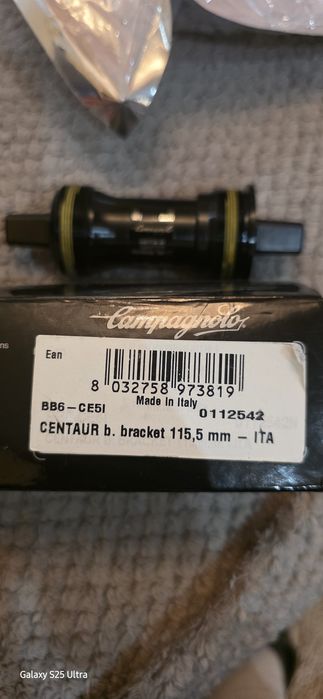 Campagnolo
ns
Ean
8 032758 973819
Made in Italy
BB6-CE5I
0112542
CENTAUR b. bracket 115,5 mm - ITA
Galaxy S25 Ultra